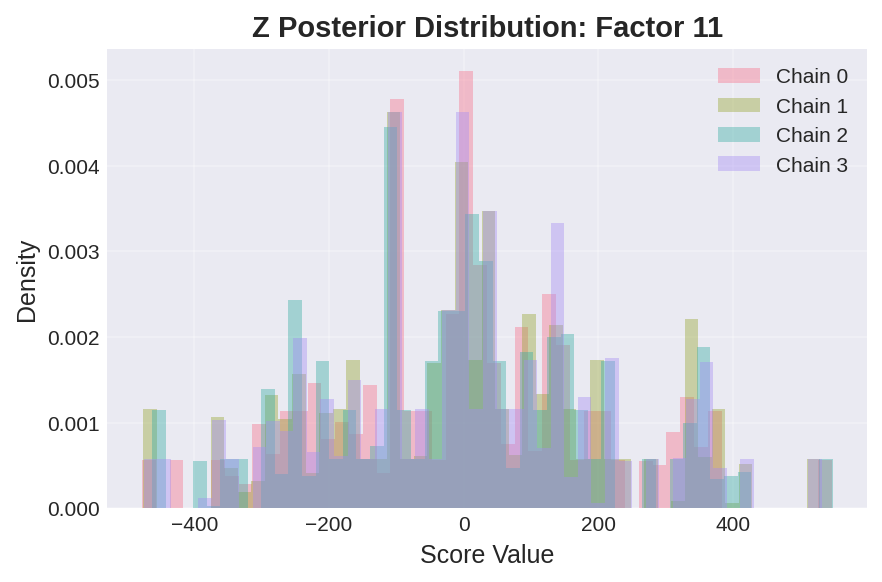 Z Posterior Distribution: Factor 11
Chain 0
Chain 1
Chain 2
Chain 3
Density
0.005
0.004
0.003
0.002
0.001
0.000
−400
−200
0
200
400
Score Value